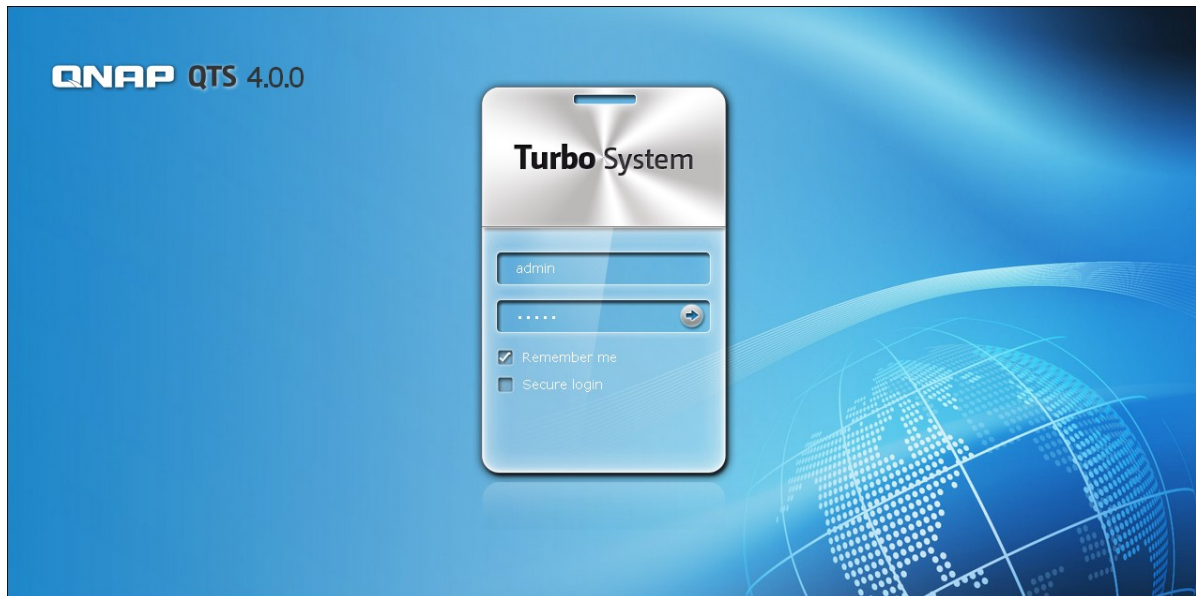 QNAP QTS 4.0.0
Turbo System
admin
•••••
Remember me
Secure login